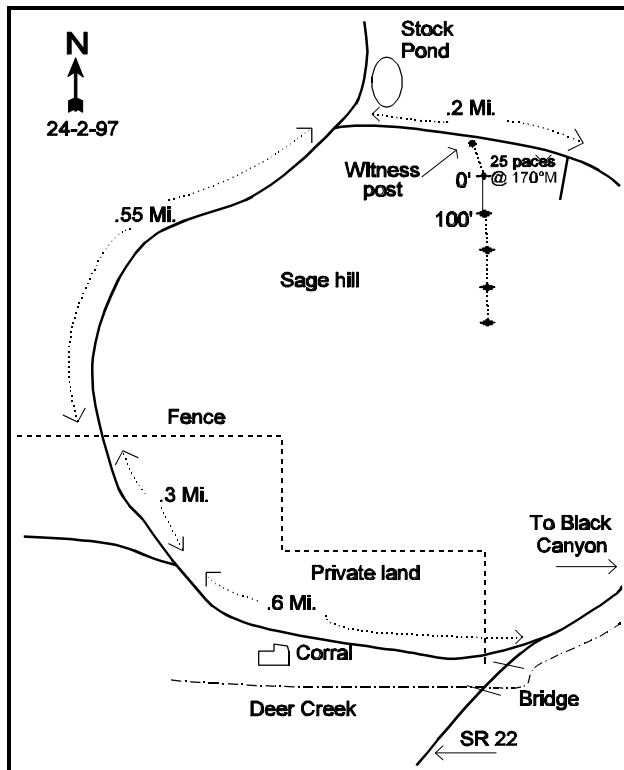 Stock
Pond
N
24-2-97
.2 Mi.
Witness
post
25 paces
@ 170°M
0'
100'
.55 Mi.
Sage hill
Fence
.3 Mi.
To Black
Canyon
Private land
.6 Mi.
Corral
Bridge
Deer Creek
SR 22